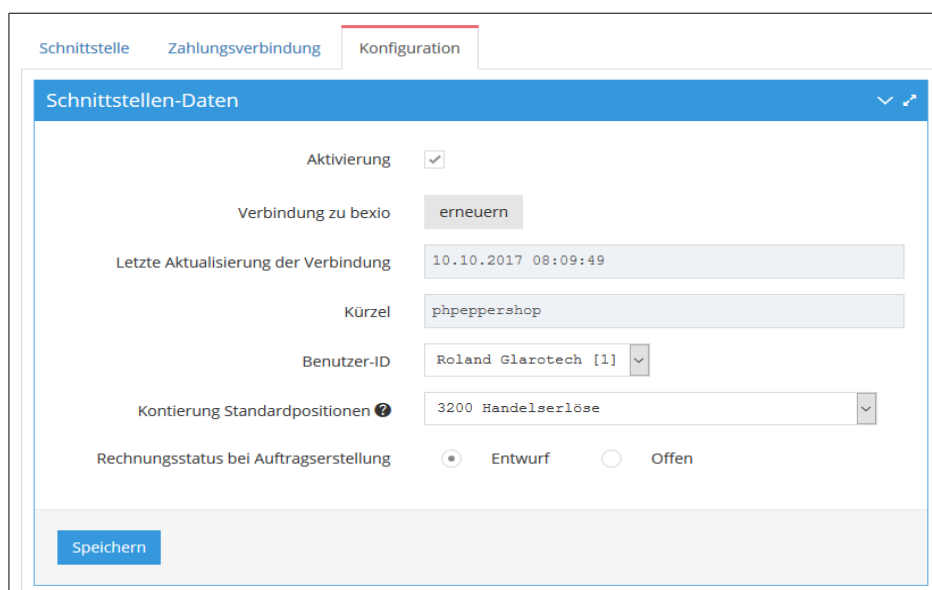 Schnittstelle Zahlungsverbindung Konfiguration
Schnittstellen-Daten
Aktivierung
Verbindung zu bexio erneuern
Letzte Aktualisierung der Verbindung 10.10.2017 08:09:49
Kürzel phpeppershop
Benutzer-ID Roland Glarotech [1]
Kontierung Standardpositionen ? 3200 Handelserlöse
Rechnungsstatus bei Auftragserstellung Entwurf Offen
Speichern